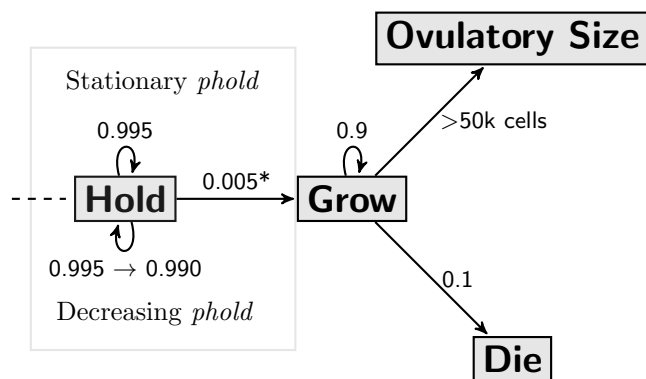 Ovulatory Size
Stationary phold
>50k cells
0.995
0.9
Hold
0.005*
Grow
0.995 → 0.990
0.1
Decreasing phold
Die